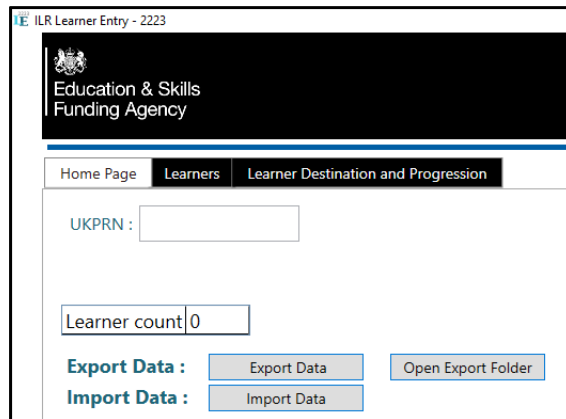 ILR Learner Entry - 2223
Education & Skills
Funding Agency
Home Page Learners Learner Destination and Progression
UKPRN :
Learner count 0
Export Data : Export Data Open Export Folder
Import Data : Import Data